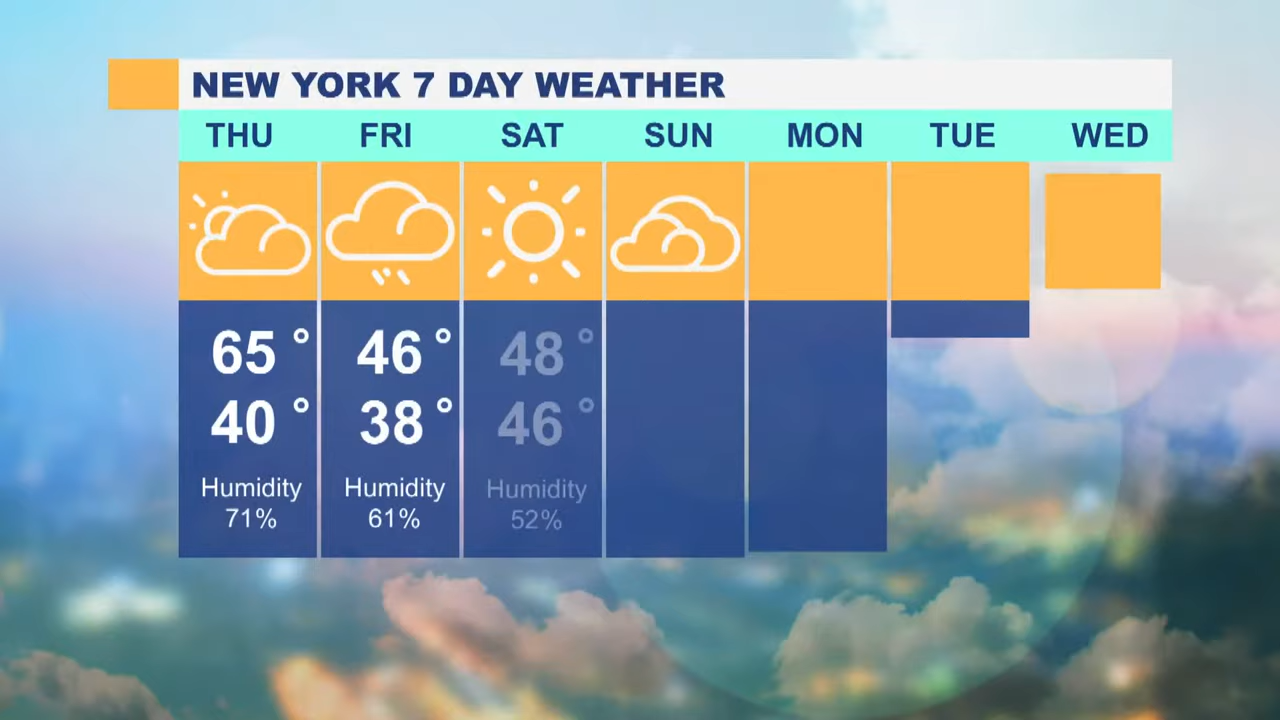 NEW YORK 7 DAY WEATHER
THU FRI SAT SUN MON TUE WED
65° 46° 48°
40° 38° 46°
Humidity Humidity Humidity
71% 61% 52%